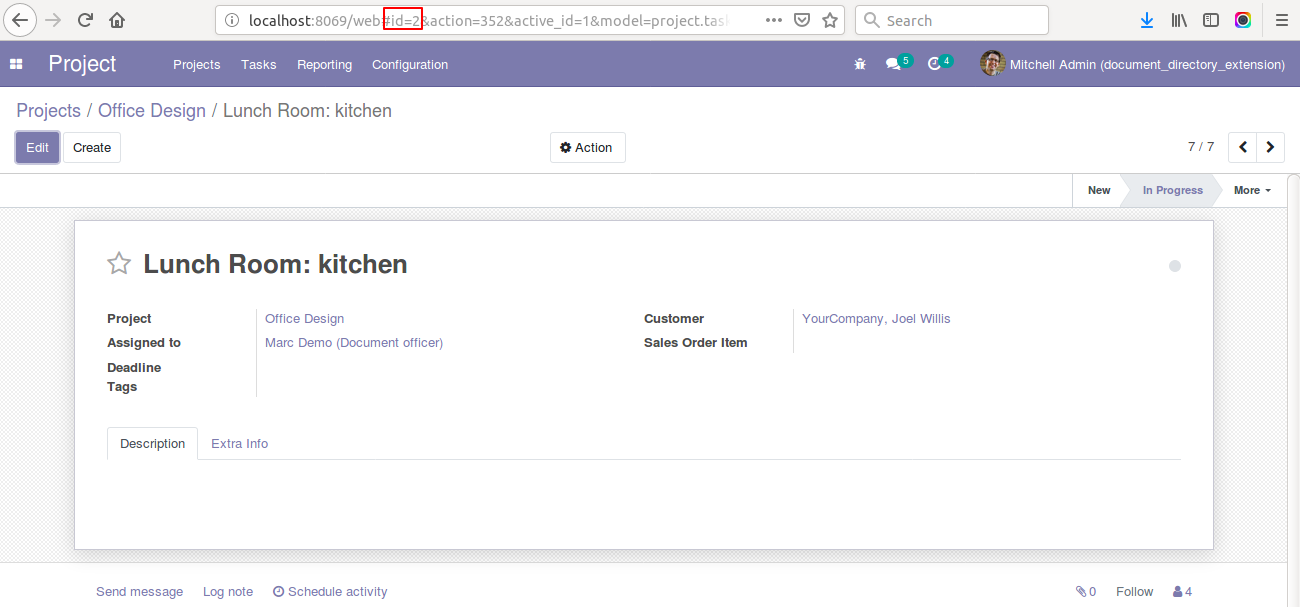 localhost:8069/web#id=2&action=352&active_id=1&model=project.tas
Search
Project Projects Tasks Reporting Configuration 5 4 Mitchell Admin (document_directory_extension)
Projects / Office Design / Lunch Room: kitchen
Edit Create Action 7 / 7
New In Progress More
Lunch Room: kitchen
Project Office Design Customer YourCompany, Joel Willis
Assigned to Marc Demo (Document officer) Sales Order Item
Deadline
Tags
Description Extra Info
Send message Log note Schedule activity 0 Follow 4